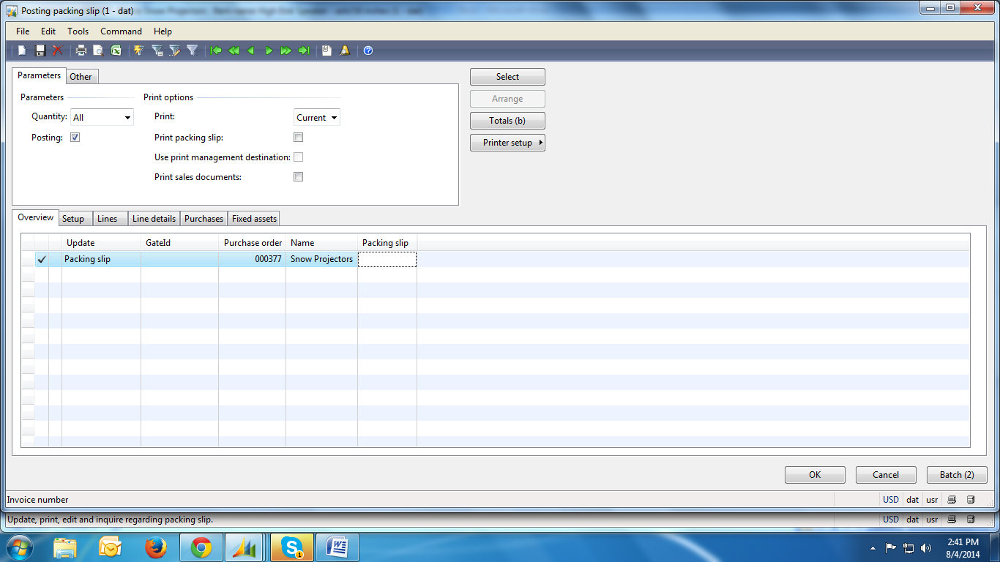 Posting packing slip (1 - dat)
File Edit Tools Command Help
Parameters Other
Select
Parameters Print options
Arrange
Quantity: All Print: Current
Totals (b)
Posting: Print packing slip:
Printer setup
Use print management destination:
Print sales documents:
Overview Setup Lines Line details Purchases Fixed assets
Update GateId Purchase order Name Packing slip
Packing slip 000377 Snow Projectors
OK Cancel Batch (2)
Invoice number USD dat usr
Update, print, edit and inquire regarding packing slip. USD dat usr
1
2:41 PM
8/4/2014